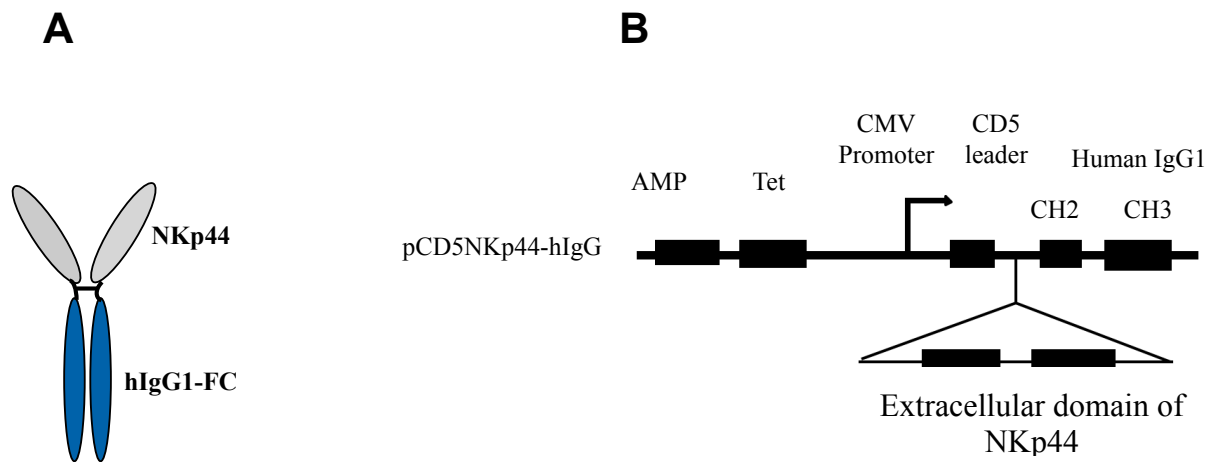 A
NKp44
hIgG1-FC
B
CMV
Promoter
CD5
leader
Human IgG1
AMP
Tet
CH2
CH3
pCD5NKp44-hIgG
Extracellular domain of
NKp44